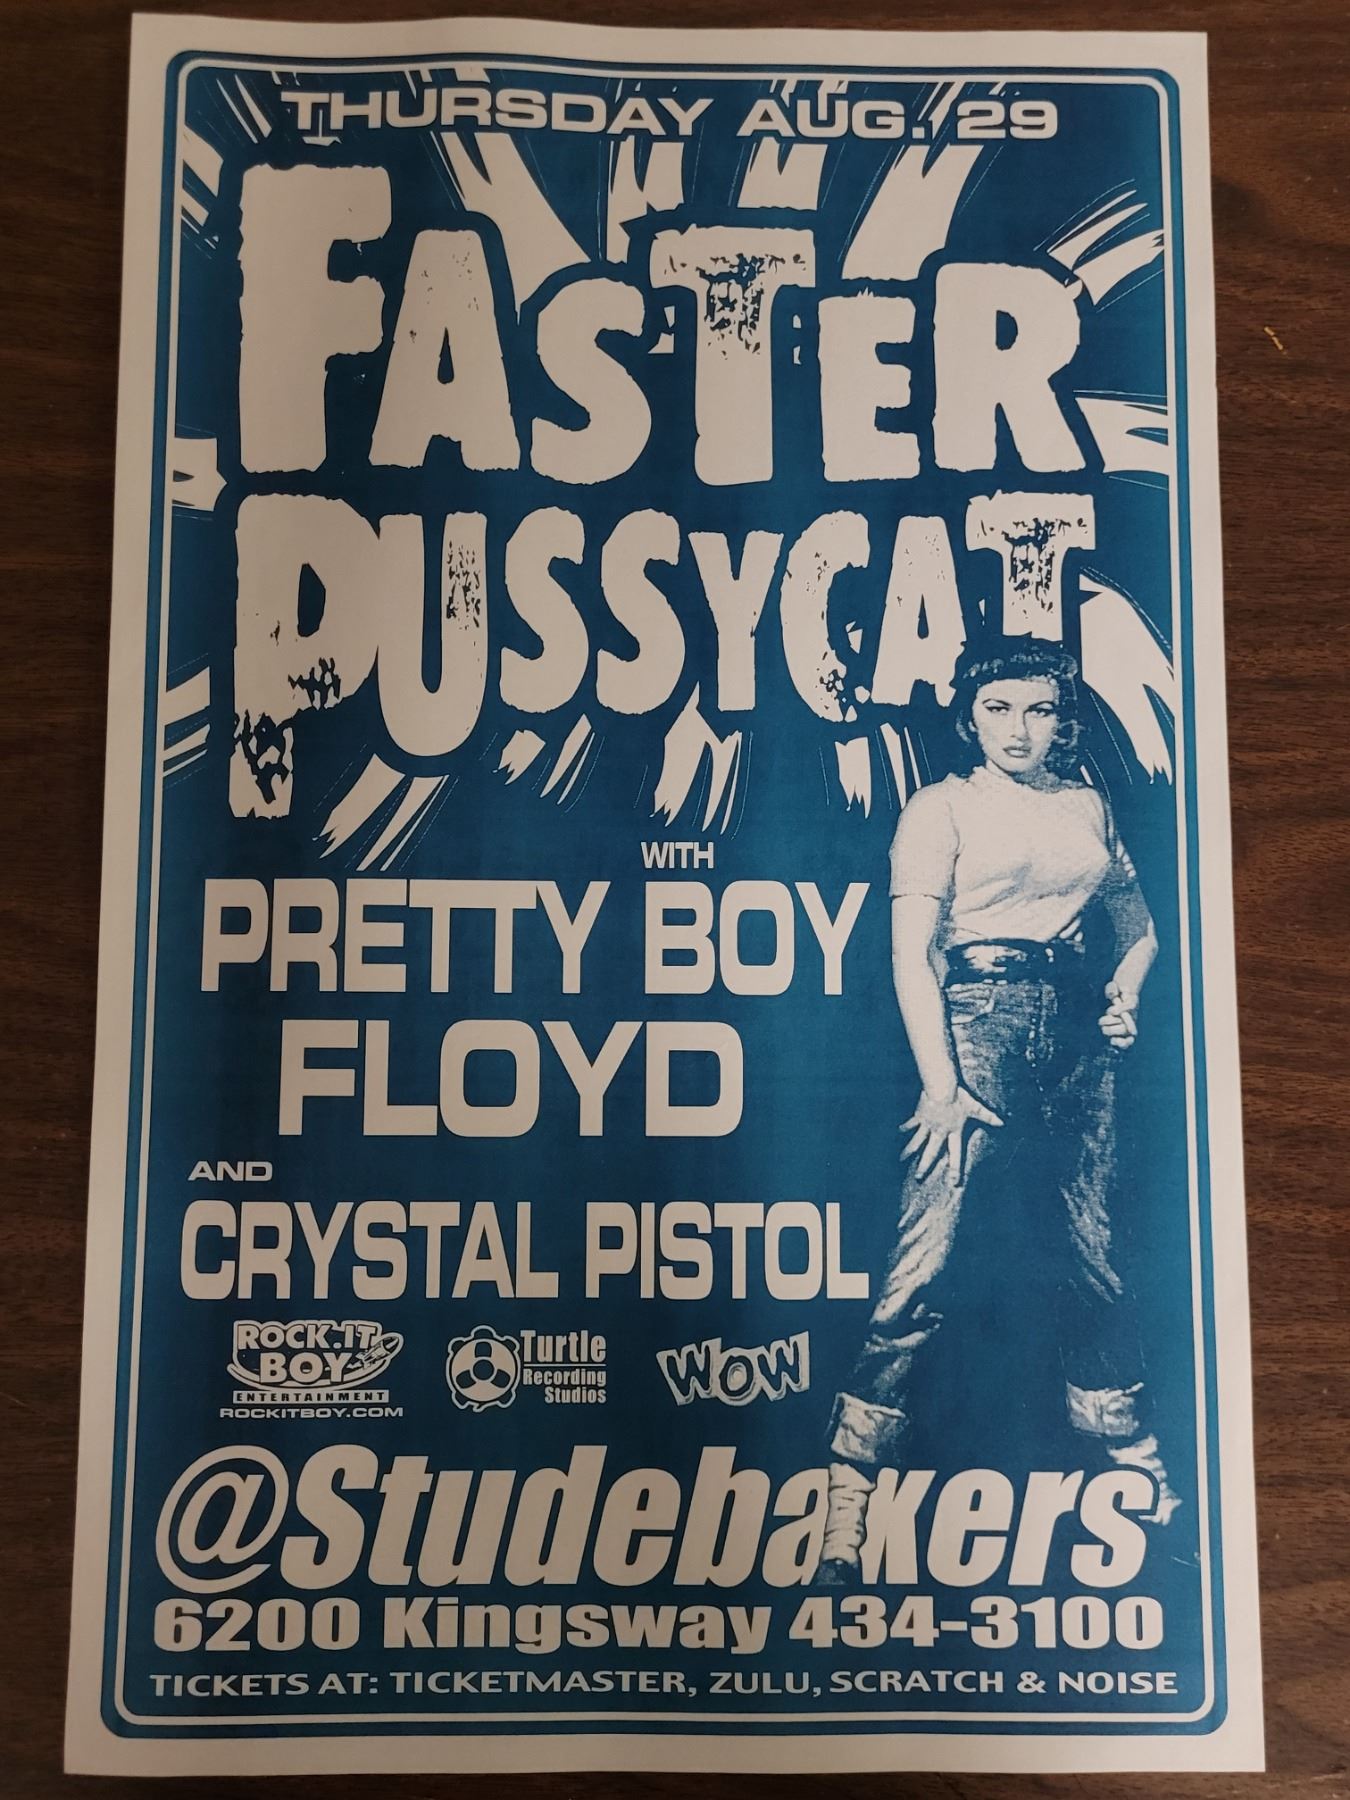 THURSDAY AUG. 29
FASTER
PUSSYCAT
WITH
PRETTY BOY
FLOYD
AND
CRYSTAL PISTOL
ROCK.IT
BOY
ENTERTAINMENT
ROCKITBOY.COM
Turtle
Recording
Studios
WOW
@Studebakers
6200 Kingsway 434-3100
TICKETS AT: TICKETMASTER, ZULU, SCRATCH & NOISE